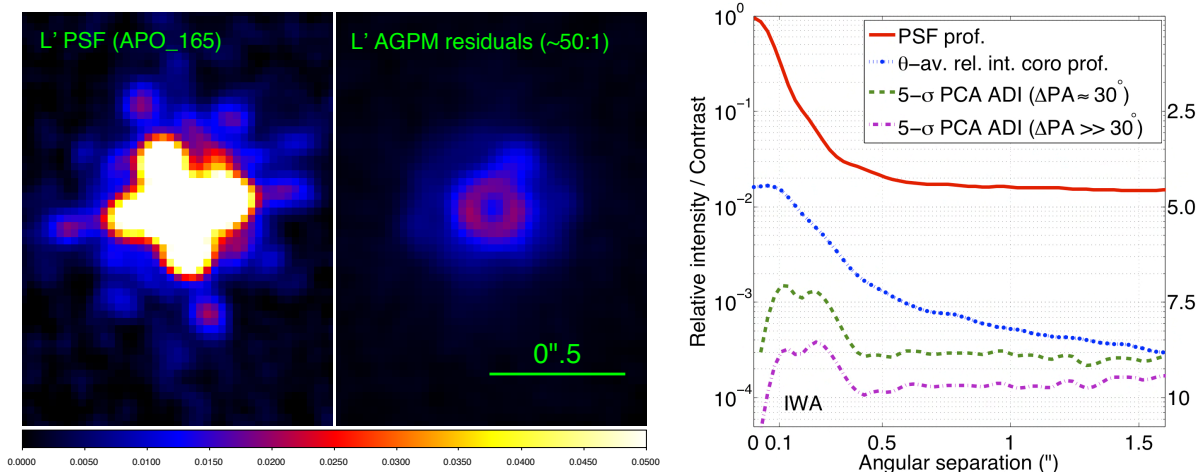 L' PSF (APO_165)
L' AGPM residuals (~50:1)
0".5
0.0000 0.0050 0.0100 0.0150 0.0200 0.0250 0.0300 0.0350 0.0400 0.0450 0.0500
Relative intensity / Contrast
10⁰
10⁻¹
10⁻²
10⁻³
10⁻⁴
PSF prof.
θ-av. rel. int. coro prof.
5-σ PCA ADI (ΔPA≈ 30°)
5-σ PCA ADI (ΔPA >> 30°)
2.5
5.0
7.5
10
IWA
0 0.1 0.5 1 1.5
Angular separation (")